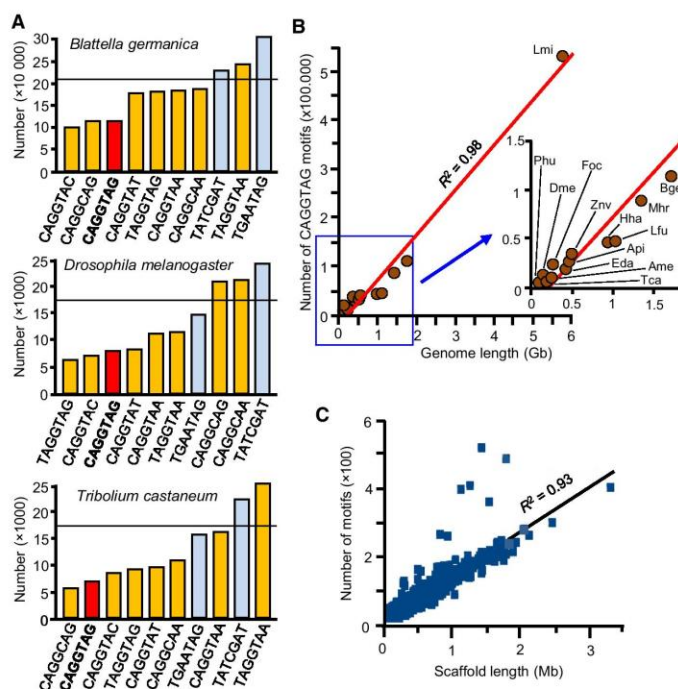 A
Blattella germanica
Number (×10 000)
30
25
20
15
10
5
0
CAGGTAC
CAGGCAG
CAGGTAG
CAGGTAT
TAGGTAG
CAGGTAA
CAGGCAA
TATCGAT
TAGGTAA
TGAATAG
Drosophila melanogaster
Number (×1000)
25
20
15
10
5
0
TAGGTAG
CAGGTAC
CAGGTAG
CAGGTAT
CAGGTAA
TAGGTAA
TGAATAG
CAGGCAG
CAGGCAA
TATCGAT
Tribolium castaneum
Number (×1000)
25
20
15
10
5
0
CAGGCAG
CAGGTAG
CAGGTAC
TAGGTAG
CAGGTAT
CAGGCAA
TGAATAG
CAGGTAA
TATCGAT
TAGGTAA
B
Number of CAGGTAG motifs (×100.000)
5
4
3
2
1
0
0 1 2 3 4 5 6
Genome length (Gb)
R² = 0.98
Lmi
1.5
1
0.5
0
0 0.5 1 1.5
Phu
Dme
Foc
Znv
Hha
Bge
Mhr
Lfu
Api
Eda
Ame
Tca
C
Number of motifs (×100)
6
4
2
0
0 1 2 3
Scaffold length (Mb)
R² = 0.93